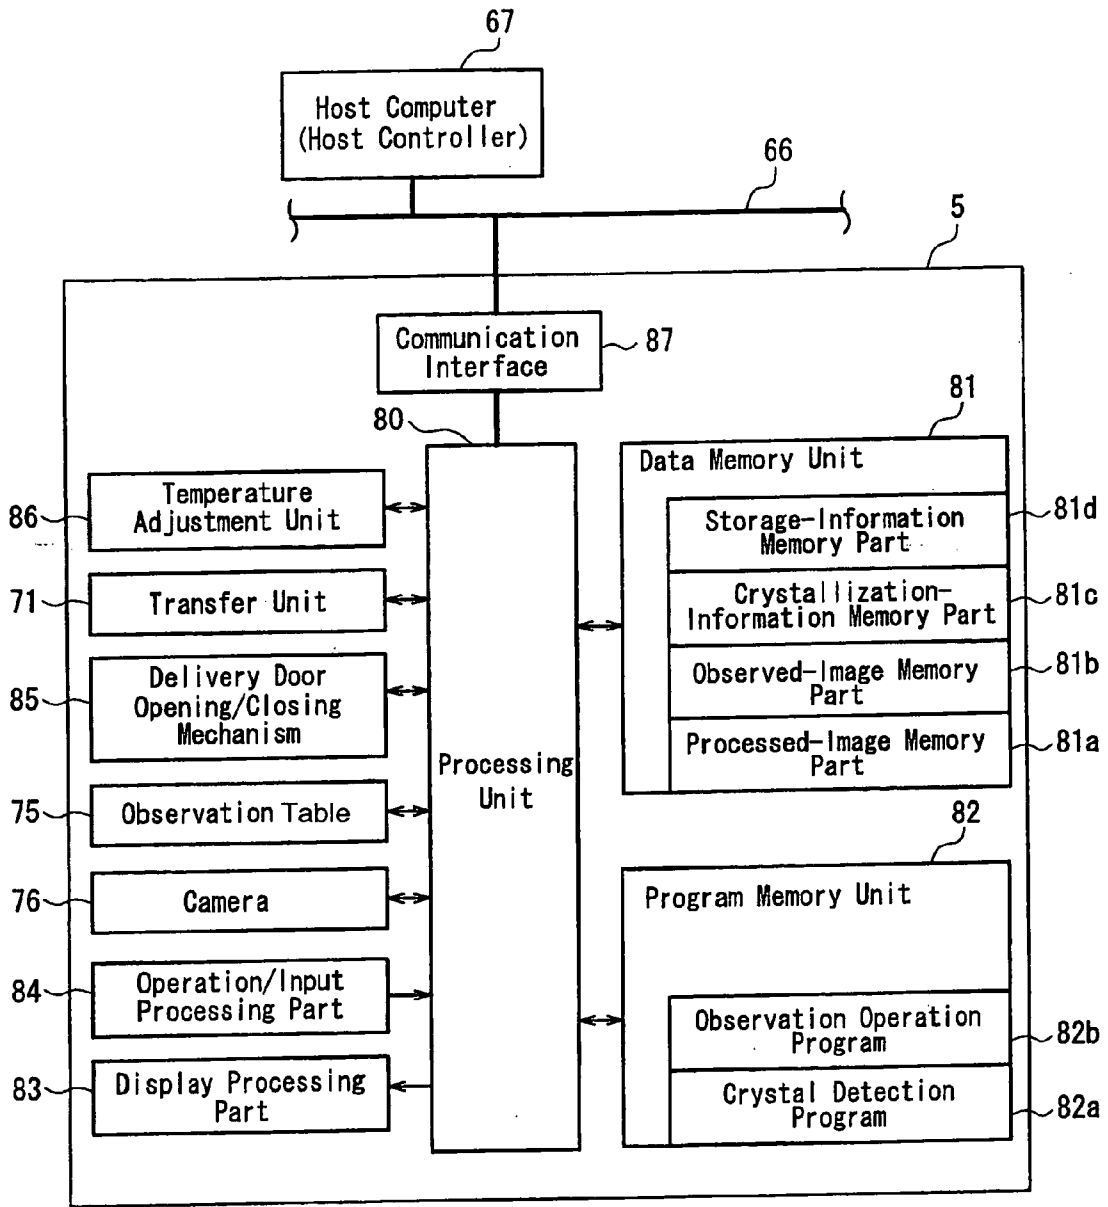 67
Host Computer
(Host Controller)
66
5
Communication
Interface
87
80
81
Data Memory Unit
Temperature
Adjustment Unit
86
Storage-Information
Memory Part
81d
Transfer Unit
71
Crystallization-
Information Memory Part
81c
Delivery Door
Opening/Closing
Mechanism
85
Observed-Image Memory
Part
81b
Processed-Image Memory
Part
81a
Processing
Unit
Observation Table
75
82
Camera
76
Program Memory Unit
Operation/Input
Processing Part
84
Observation Operation
Program
82b
Display Processing
Part
83
Crystal Detection
Program
82a